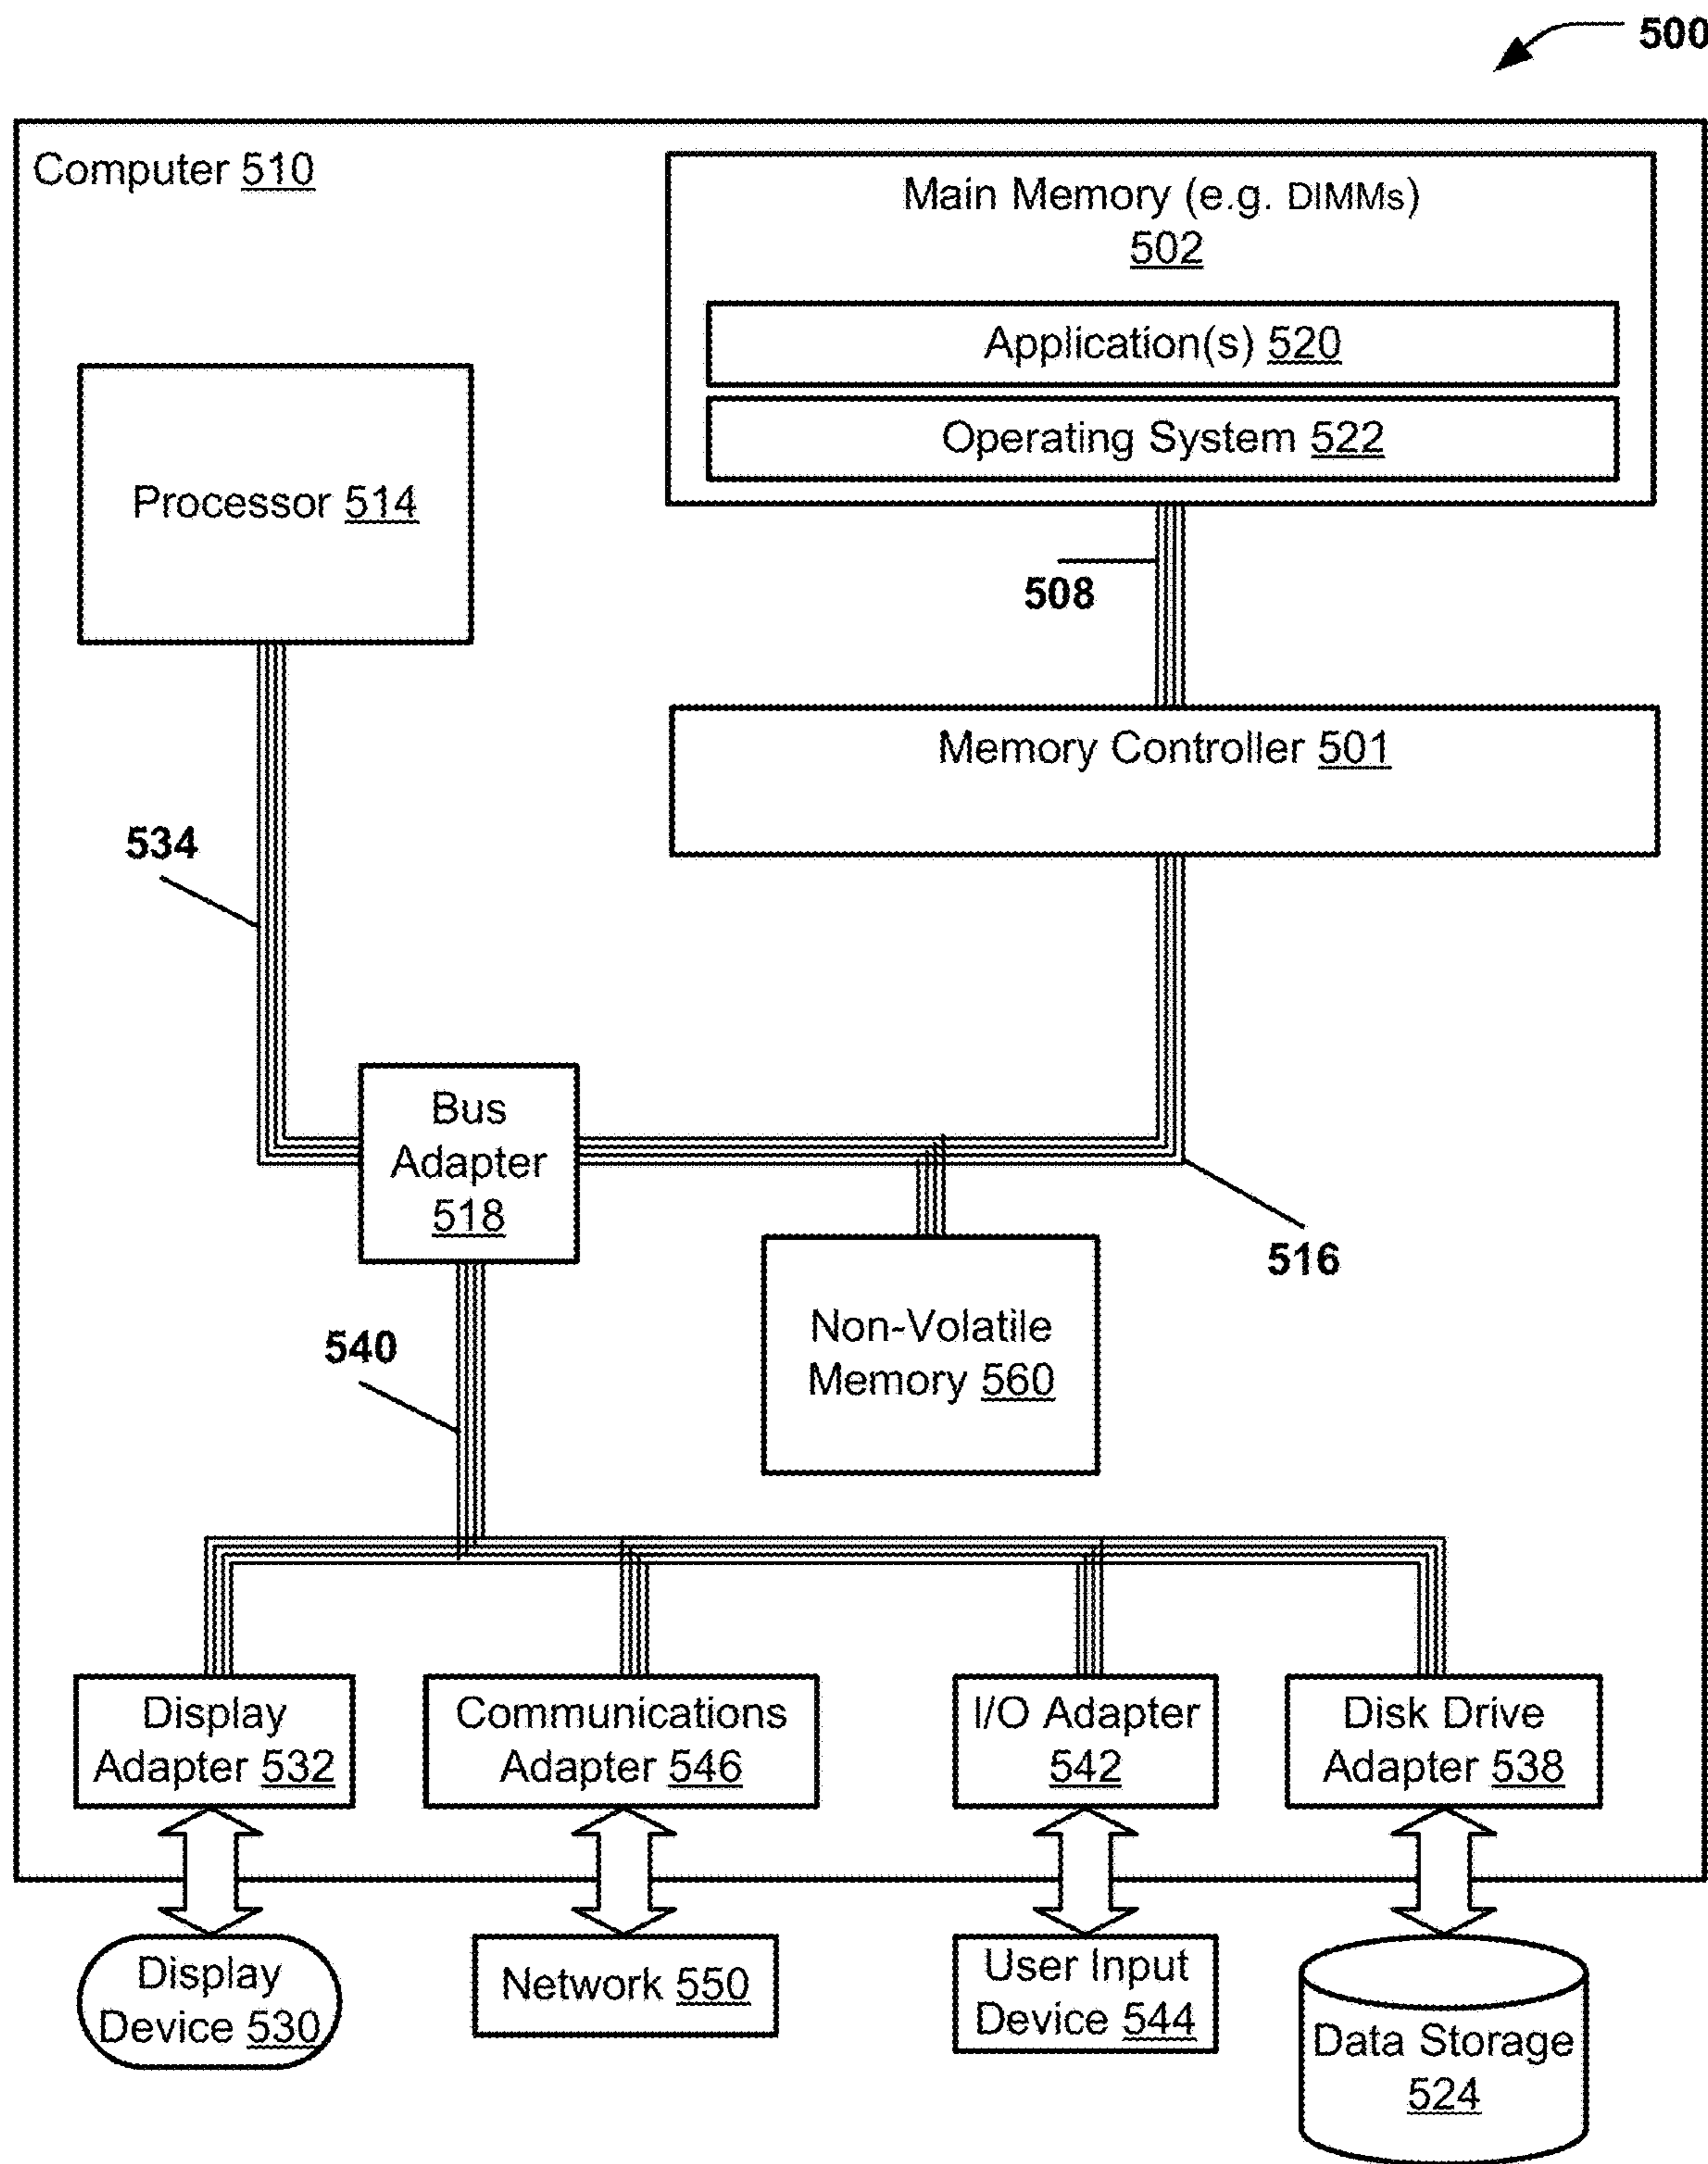 500
Computer 510
Main Memory (e.g. DIMMs)
502
Application(s) 520
Operating System 522
Processor 514
508
Memory Controller 501
534
Bus
Adapter
518
516
Non-Volatile
Memory 560
540
Display
Adapter 532
Communications
Adapter 546
I/O Adapter
542
Disk Drive
Adapter 538
Display
Device 530
Network 550
User Input
Device 544
Data Storage
524